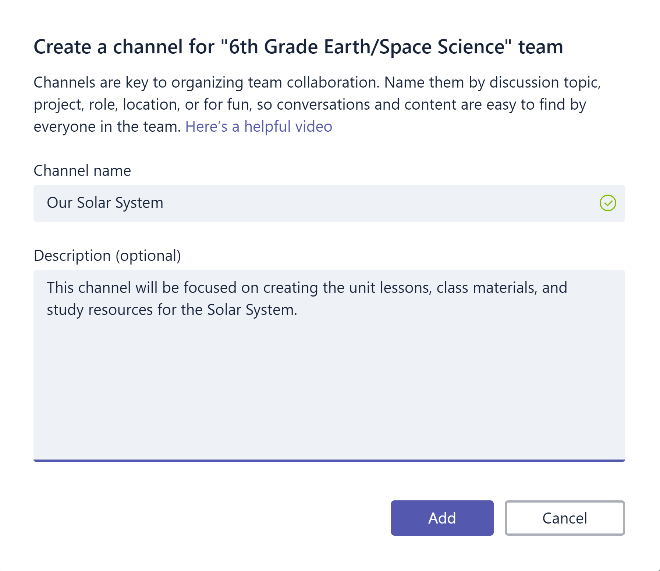 Create a channel for "6th Grade Earth/Space Science" team
Channels are key to organizing team collaboration. Name them by discussion topic,
project, role, location, or for fun, so conversations and content are easy to find by
everyone in the team. Here's a helpful video
Channel name
Our Solar System
Description (optional)
This channel will be focused on creating the unit lessons, class materials, and
study resources for the Solar System.
Add
Cancel